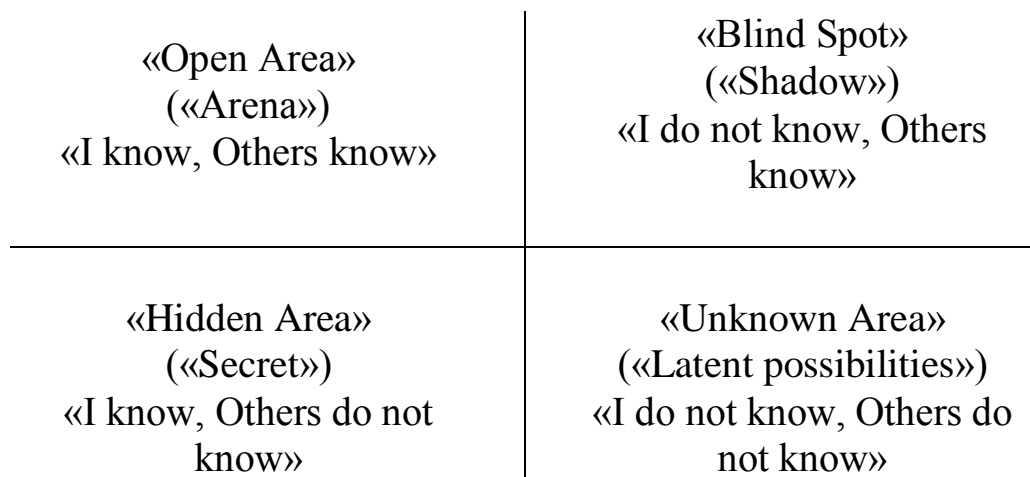 «Open Area»
(«Arena»)
«I know, Others know»
«Blind Spot»
(«Shadow»)
«I do not know, Others
know»
«Hidden Area»
(«Secret»)
«I know, Others do not
know»
«Unknown Area»
(«Latent possibilities»)
«I do not know, Others do
not know»